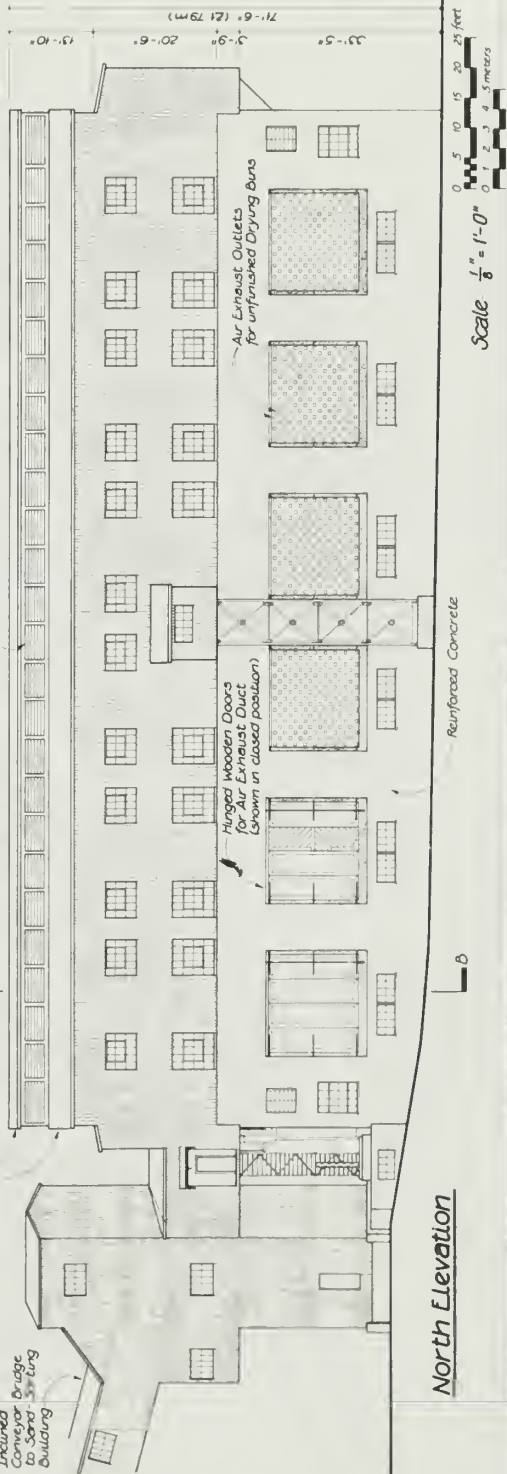 Inclined
Conveyor Bridge
to Sand-Sorting
Building
Hinged Wooden Doors
for Air Exhaust Duct
(shown in closed position)
Air Exhaust Outlets
for unfinished Drying Bins
13'-10"
20'-6"
3'-9"
33'-5"
71'-6" (21.79m)
Reinforced Concrete
B
North Elevation
Scale 1/8" = 1'-0"
0 5 10 15 20 25 feet
0 1 2 3 4 5 meters